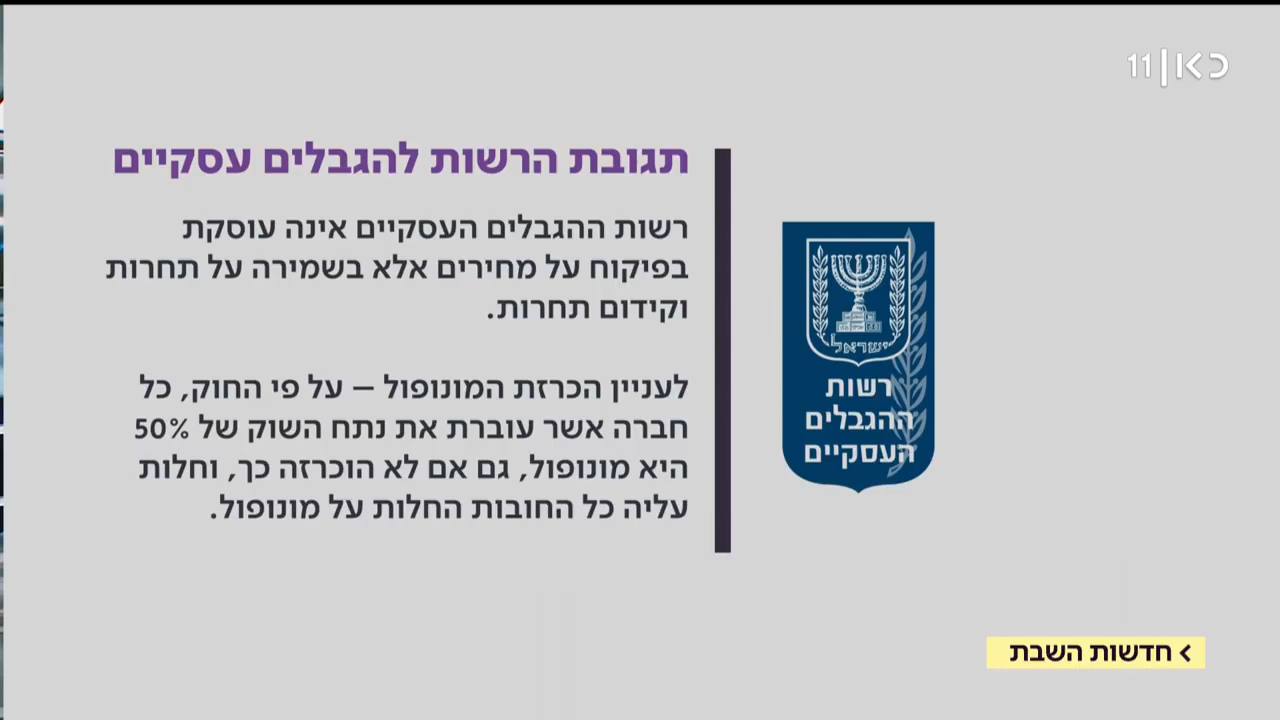 כאן 11
תגובת הרשות להגבלים עסקיים
רשות ההגבלים העסקיים אינה עוסקת
בפיקוח על מחירים אלא בשמירה על תחרות
וקידום תחרות.
לעניין הכרזת המונופול – על פי החוק, כל
חברה אשר עוברת את נתח השוק של 50%
היא מונופול, גם אם לא הוכרזה כך, וחלות
עליה כל החובות החלות על מונופול.
ישראל
רשות
ההגבלים
העסקיים
חדשות השבת